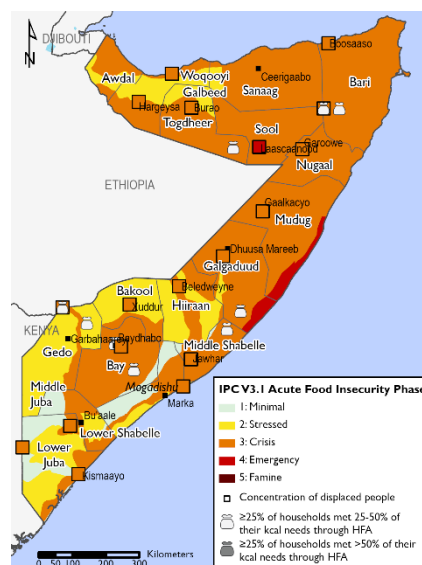 DJIBOUTI
N
Boosaaso
Awdal
Woqooyi
Galbeed
Ceerigaabo
Sanaag
Bari
Hargeysa
Burao
Togdheer
Sool
Laascaanood
Garoowe
Nugaal
ETHIOPIA
Gaalkacyo
Mudug
Dhuusa Mareeb
Galgaduud
Bakool
Xuddur
Beledweyne
Hiiraan
KENYA
Garbahaarey
Gedo
Baydhabo
Bay
Middle Shabelle
Jawhar
Middle
Juba
Mogadishu
Marka
Bu'aale
Lower Shabelle
Lower
Juba
Kismaayo
IPC V3.1 Acute Food Insecurity Phase
1: Minimal
2: Stressed
3: Crisis
4: Emergency
5: Famine
Concentration of displaced people
≥25% of households met 25-50% of
their kcal needs through HFA
≥25% of households met >50% of their
kcal needs through HFA
Kilometers
0 50 100 200 300